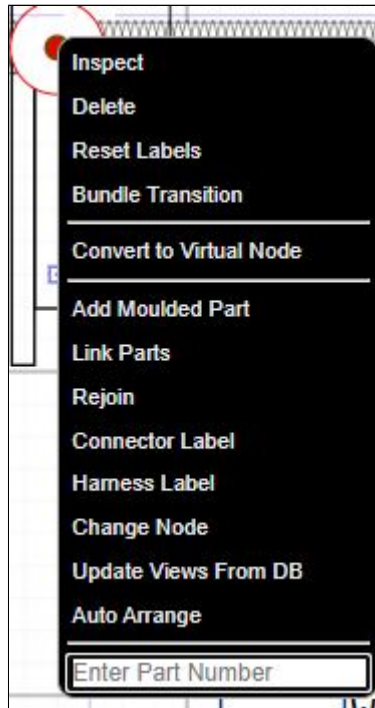 Inspect
Delete
Reset Labels
Bundle Transition
Convert to Virtual Node
Add Moulded Part
Link Parts
Rejoin
Connector Label
Harness Label
Change Node
Update Views From DB
Auto Arrange
Enter Part Number